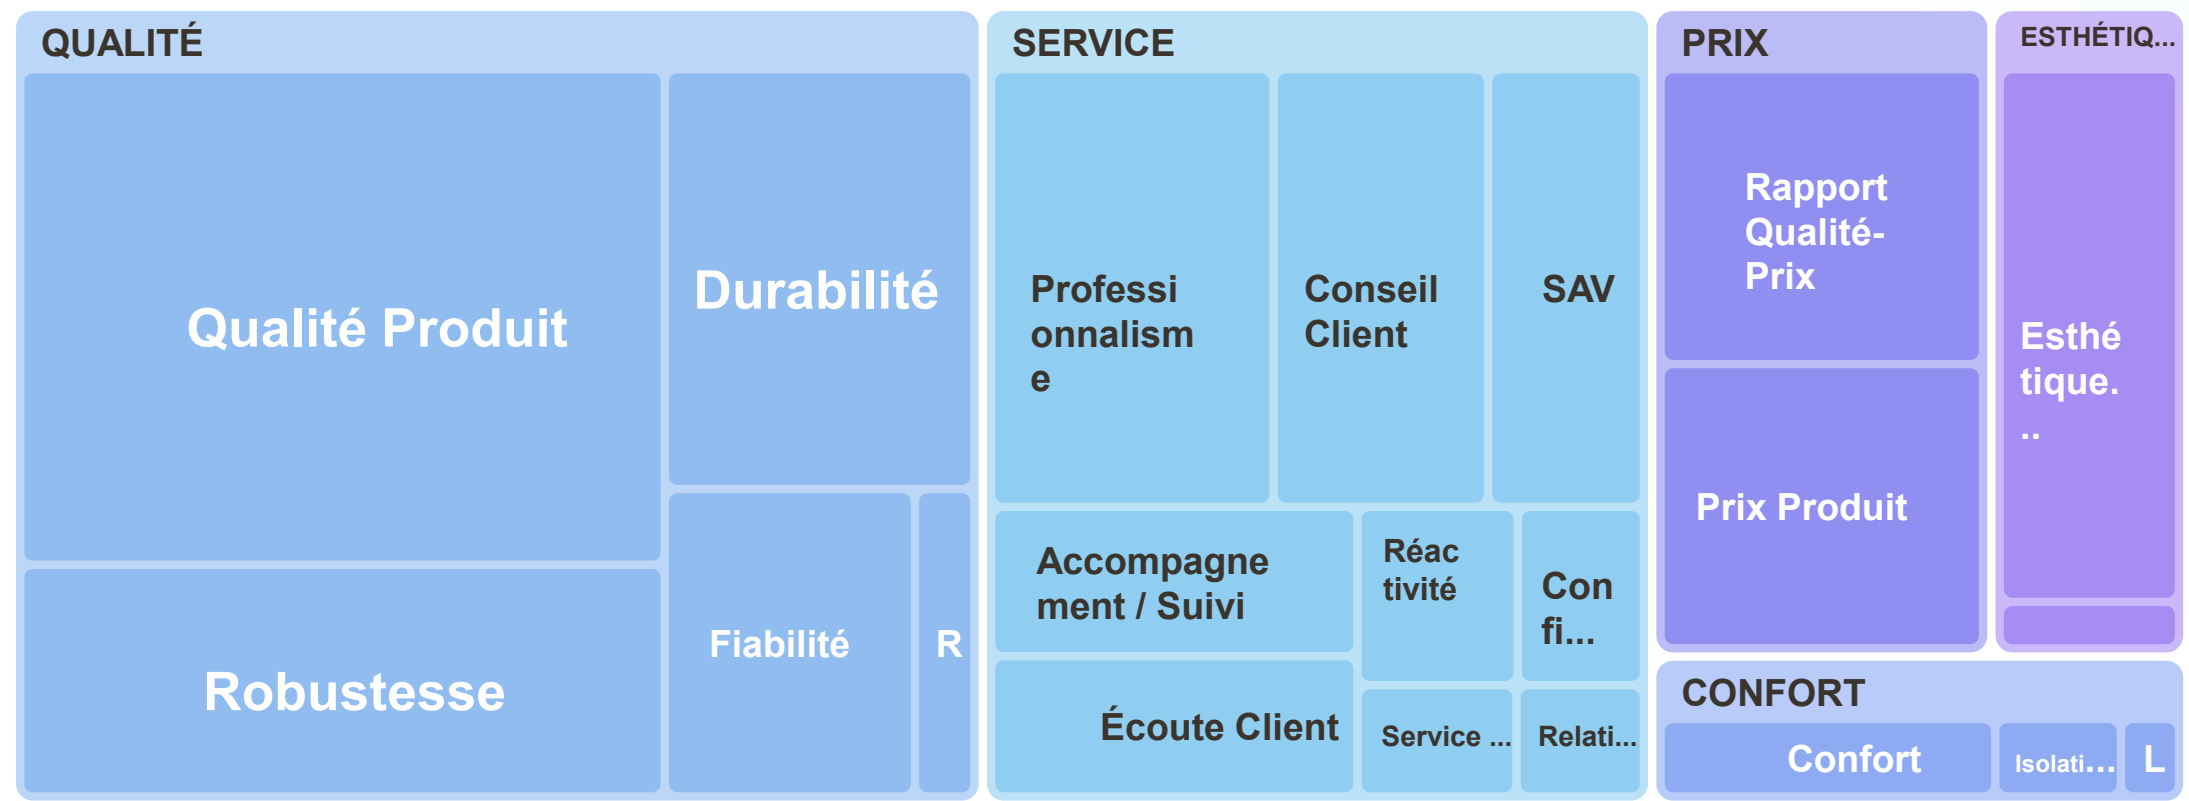 QUALITÉ
Qualité Produit
Durabilité
Robustesse
Fiabilité
R
SERVICE
Professi
onnalism
e
Conseil
Client
SAV
Accompagne
ment / Suivi
Réac
tivité
Con
fi...
Écoute Client
Service ...
Relati...
PRIX
Rapport
Qualité-
Prix
Prix Produit
ESTHÉTIQ...
Esthé
tique.
..
CONFORT
Confort
Isolati...
L